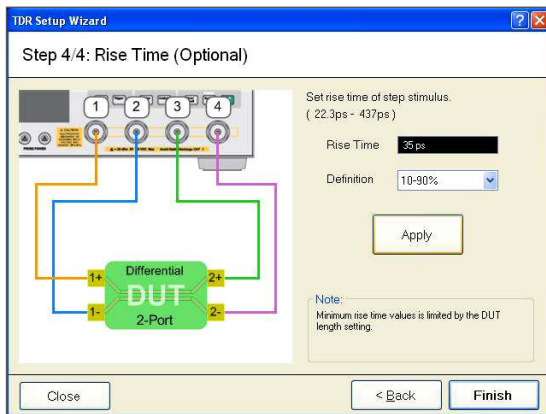 TDR Setup Wizard
Step 4/4: Rise Time (Optional)
1 2 3 4
Set rise time of step stimulus.
( 22.3ps - 437ps )
Rise Time 35 ps
Definition 10-90%
Apply
1+ Differential 2+
DUT
1- 2-Port 2-
Note:
Minimum rise time values is limited by the DUT
length setting.
Close < Back Finish